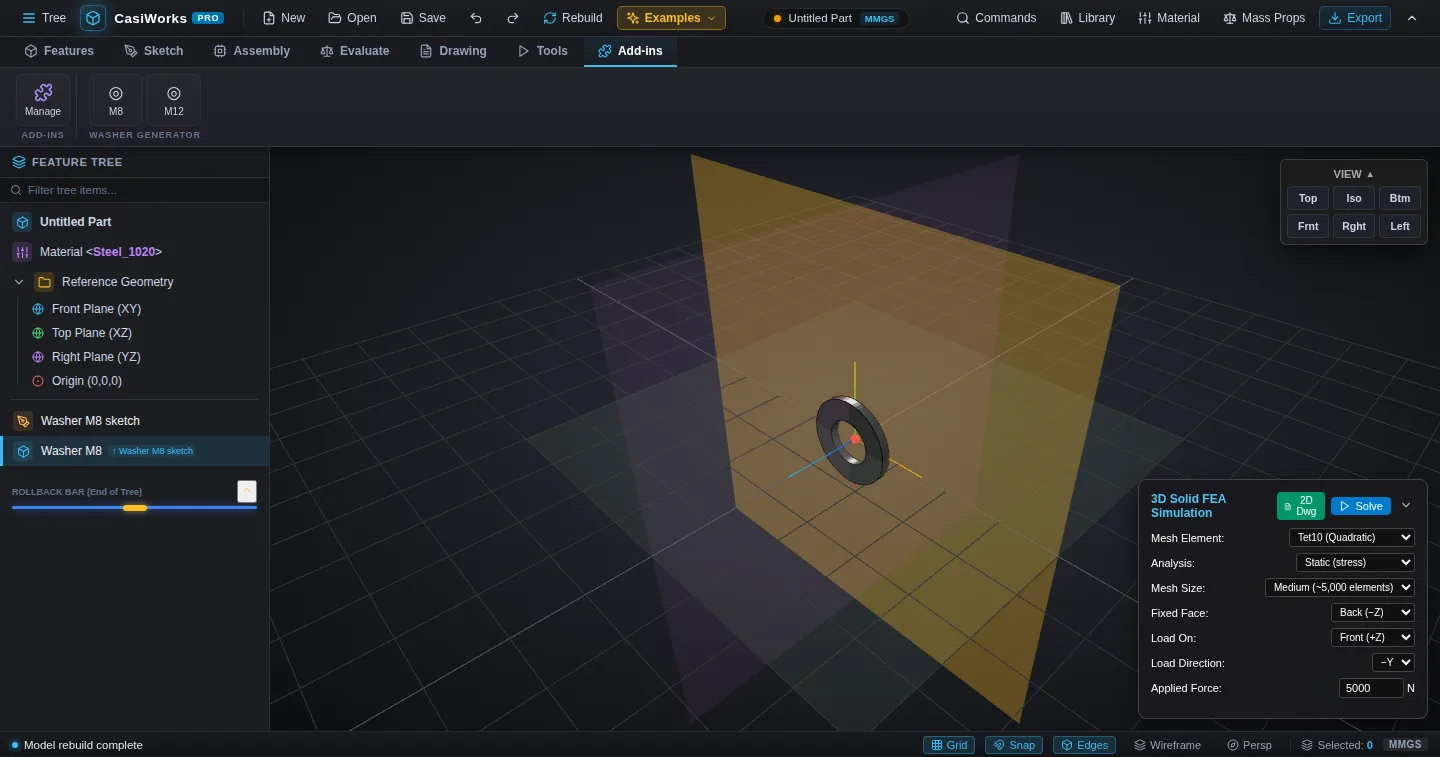 Tree CasiWorks PRO New Open Save Rebuild Examples Untitled Part MMGS Commands Library Material Mass Props Export
Features Sketch Assembly Evaluate Drawing Tools Add-ins
Manage M8 M12
ADD-INS WASHER GENERATOR
FEATURE TREE
Filter tree items...
Untitled Part
Material <Steel_1020>
Reference Geometry
Front Plane (XY)
Top Plane (XZ)
Right Plane (YZ)
Origin (0,0,0)
Washer M8 sketch
Washer M8 ↑ Washer M8 sketch
ROLLBACK BAR (End of Tree)
VIEW ▲
Top Iso Btm
Frnt Rght Left
3D Solid FEA Simulation
2D Dwg
Solve
Mesh Element: Tet10 (Quadratic)
Analysis: Static (stress)
Mesh Size: Medium (~5,000 elements)
Fixed Face: Back (−Z)
Load On: Front (+Z)
Load Direction: −Y
Applied Force: 5000 N
Model rebuild complete Grid Snap Edges Wireframe Persp Selected: 0 MMGS